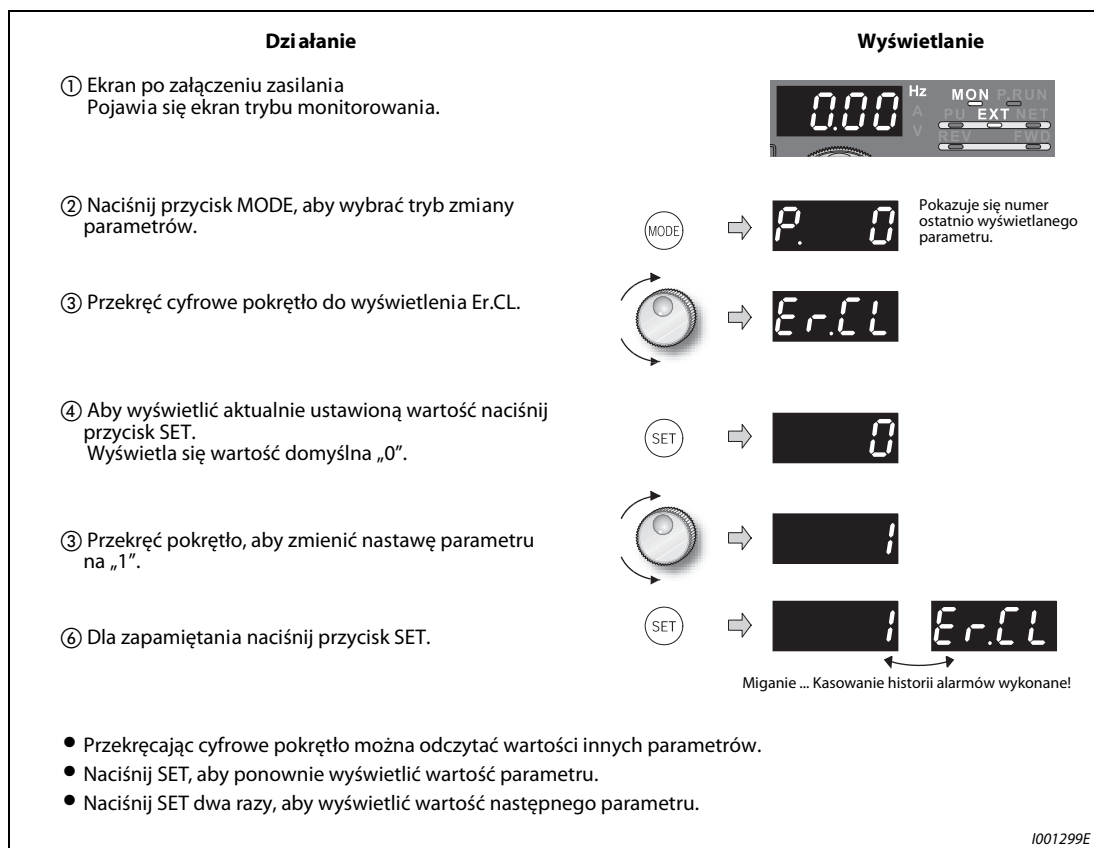 Działanie
Wyświetlanie
① Ekran po załączeniu zasilania
Pojawia się ekran trybu monitorowania.
0.00
Hz
A
V
MON P.RUN
PU EXT NET
REV FWD
② Naciśnij przycisk MODE, aby wybrać tryb zmiany
parametrów.
MODE
P. 0
Pokazuje się numer
ostatnio wyświetlanego
parametru.
③ Przekręć cyfrowe pokrętło do wyświetlenia Er.CL.
Er.CL
④ Aby wyświetlić aktualnie ustawioną wartość naciśnij
przycisk SET.
Wyświetla się wartość domyślna „0”.
SET
0
③ Przekręć pokrętło, aby zmienić nastawę parametru
na „1”.
1
⑥ Dla zapamiętania naciśnij przycisk SET.
SET
1 Er.CL
Miganie ... Kasowanie historii alarmów wykonane!
● Przekręcając cyfrowe pokrętło można odczytać wartości innych parametrów.
● Naciśnij SET, aby ponownie wyświetlić wartość parametru.
● Naciśnij SET dwa razy, aby wyświetlić wartość następnego parametru.
I001299E